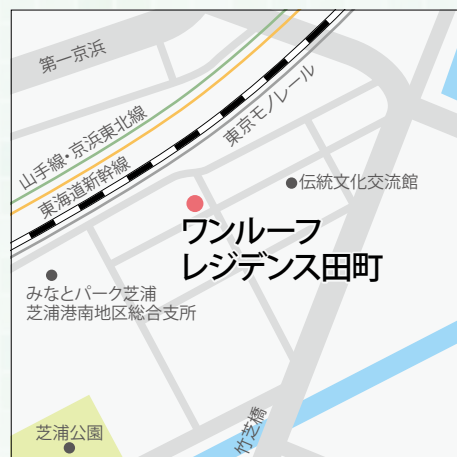 第一京浜
山手線・京浜東北線
東海道新幹線
東京モノレール
伝統文化交流館
ワンルーフ
レジデンス田町
みなとパーク芝浦
芝浦港南地区総合支所
竹芝橋
芝浦公園